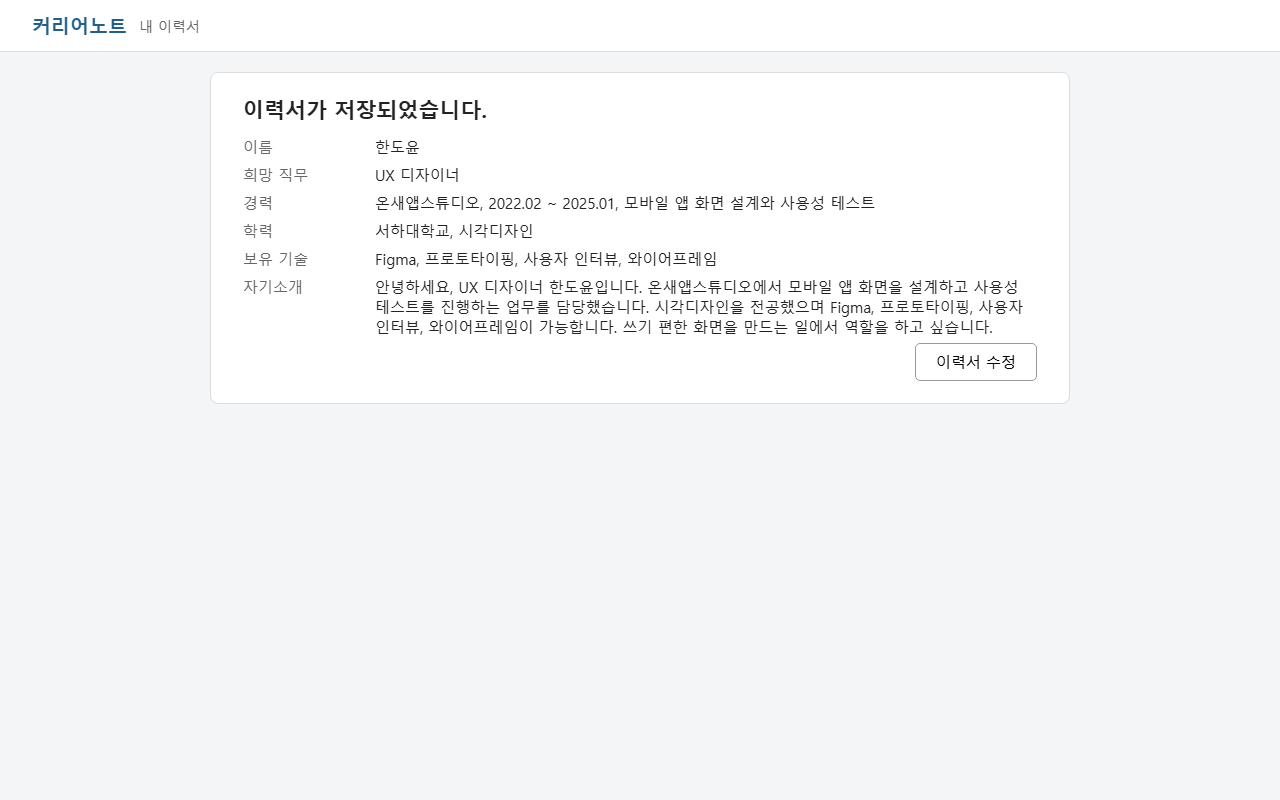 커리어노트 내 이력서
이력서가 저장되었습니다.
이름 한도윤
희망 직무 UX 디자이너
경력 온새앱스튜디오, 2022.02 ~ 2025.01, 모바일 앱 화면 설계와 사용성 테스트
학력 서하대학교, 시각디자인
보유 기술 Figma, 프로토타이핑, 사용자 인터뷰, 와이어프레임
자기소개 안녕하세요, UX 디자이너 한도윤입니다. 온새앱스튜디오에서 모바일 앱 화면을 설계하고 사용성
테스트를 진행하는 업무를 담당했습니다. 시각디자인을 전공했으며 Figma, 프로토타이핑, 사용자
인터뷰, 와이어프레임이 가능합니다. 쓰기 편한 화면을 만드는 일에서 역할을 하고 싶습니다.
이력서 수정